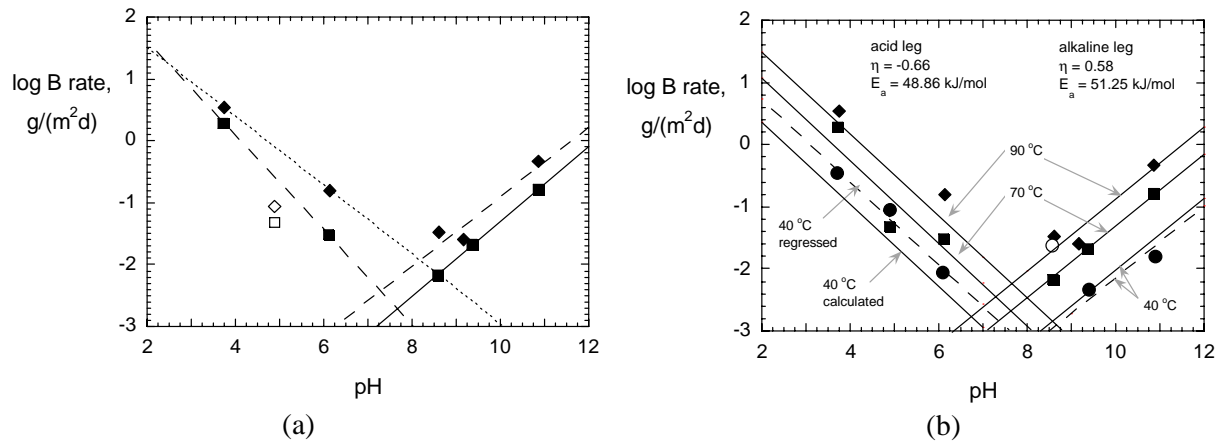 log B rate,
g/(m²d)
2
1
0
-1
-2
-3
2 4 6 8 10 12
pH
(a)
log B rate,
g/(m²d)
2
1
0
-1
-2
-3
acid leg
η = -0.66
E_a = 48.86 kJ/mol
alkaline leg
η = 0.58
E_a = 51.25 kJ/mol
90 °C
70 °C
40 °C
regressed
40 °C
calculated
40 °C
2 4 6 8 10 12
pH
(b)